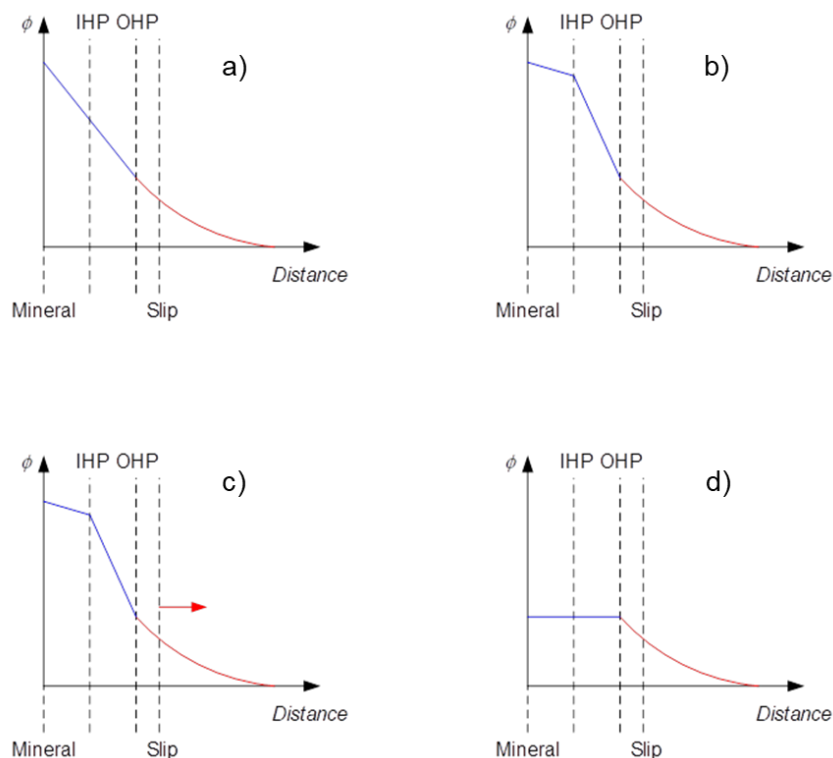 ϕ IHP OHP
a)
Distance
Mineral Slip
ϕ IHP OHP
b)
Distance
Mineral Slip
ϕ IHP OHP
c)
Distance
Mineral Slip
ϕ IHP OHP
d)
Distance
Mineral Slip